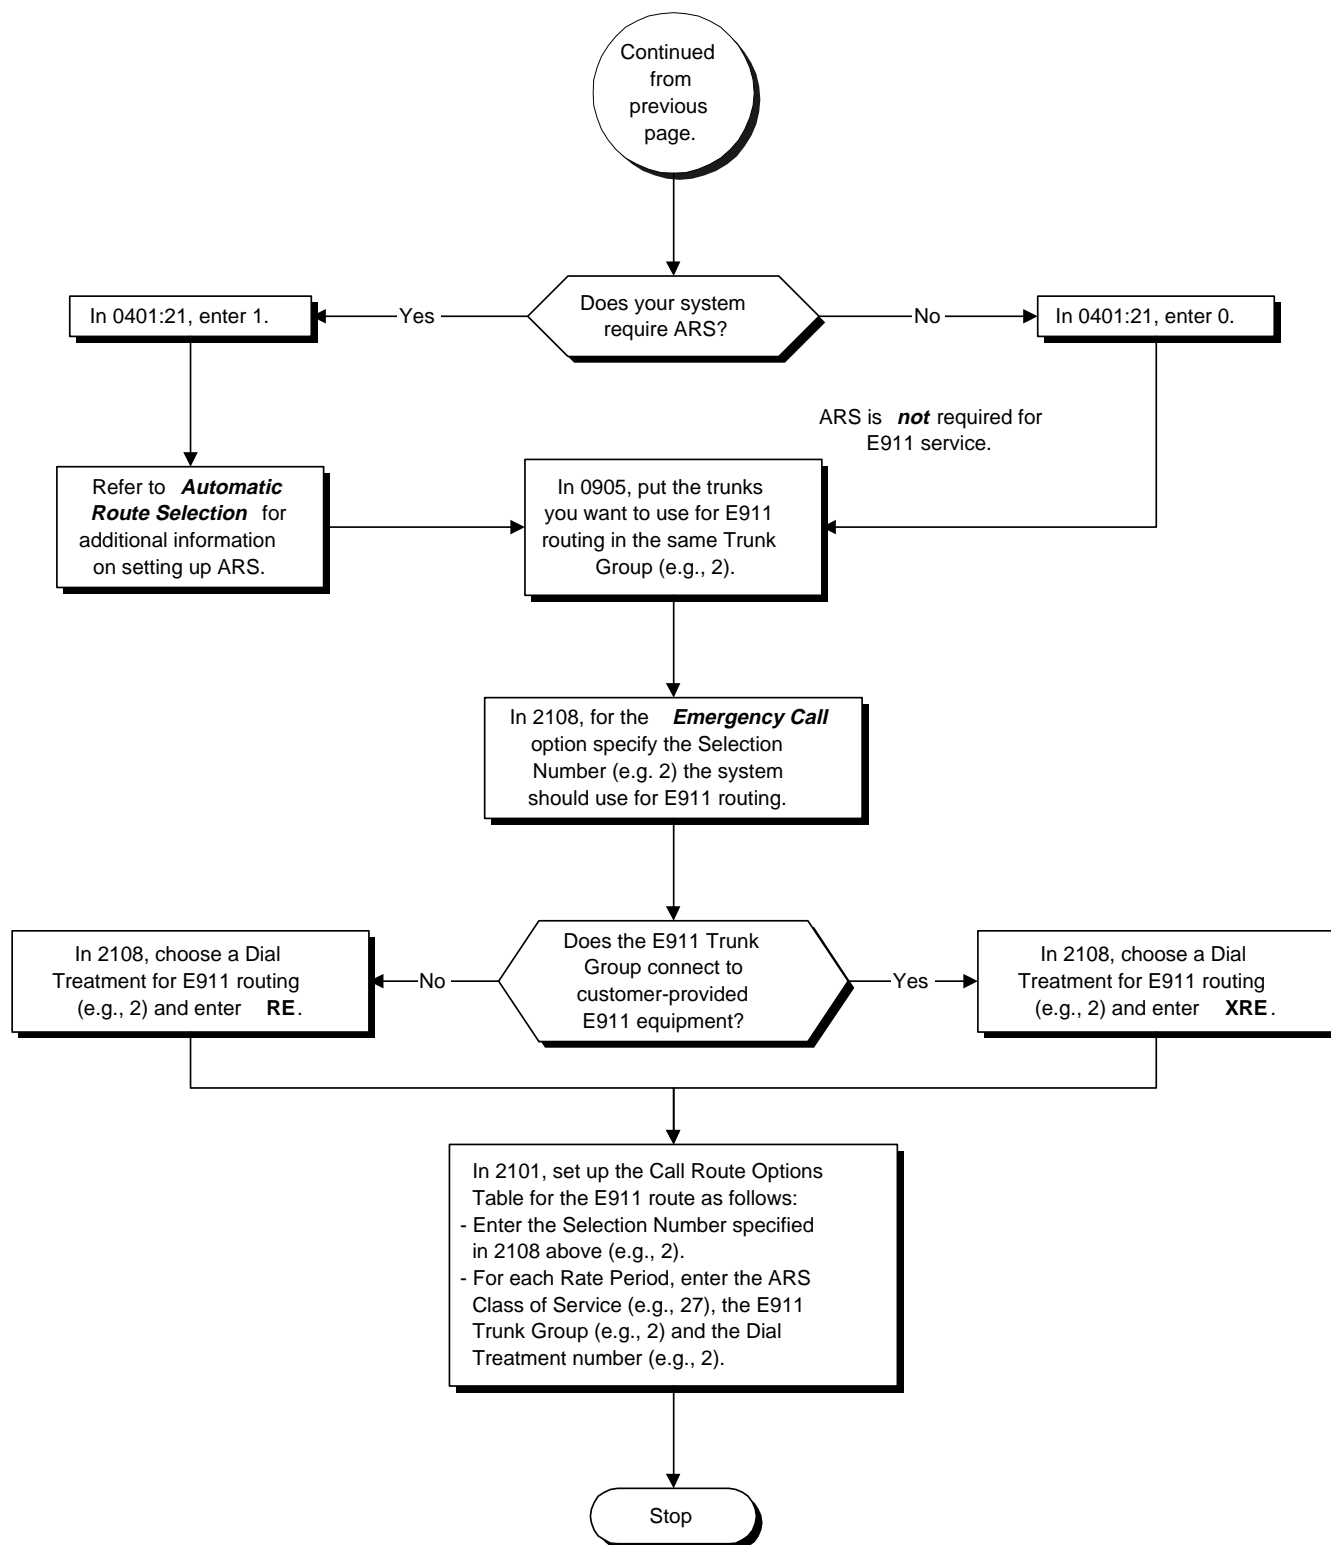 Continued
from
previous
page.
Does your system
require ARS?
Yes
No
In 0401:21, enter 1.
In 0401:21, enter 0.
ARS is not required for
E911 service.
Refer to Automatic
Route Selection for
additional information
on setting up ARS.
In 0905, put the trunks
you want to use for E911
routing in the same Trunk
Group (e.g., 2).
In 2108, for the Emergency Call
option specify the Selection
Number (e.g. 2) the system
should use for E911 routing.
Does the E911 Trunk
Group connect to
customer-provided
E911 equipment?
No
Yes
In 2108, choose a Dial
Treatment for E911 routing
(e.g., 2) and enter RE.
In 2108, choose a Dial
Treatment for E911 routing
(e.g., 2) and enter XRE.
In 2101, set up the Call Route Options
Table for the E911 route as follows:
- Enter the Selection Number specified
in 2108 above (e.g., 2).
- For each Rate Period, enter the ARS
Class of Service (e.g., 27), the E911
Trunk Group (e.g., 2) and the Dial
Treatment number (e.g., 2).
Stop